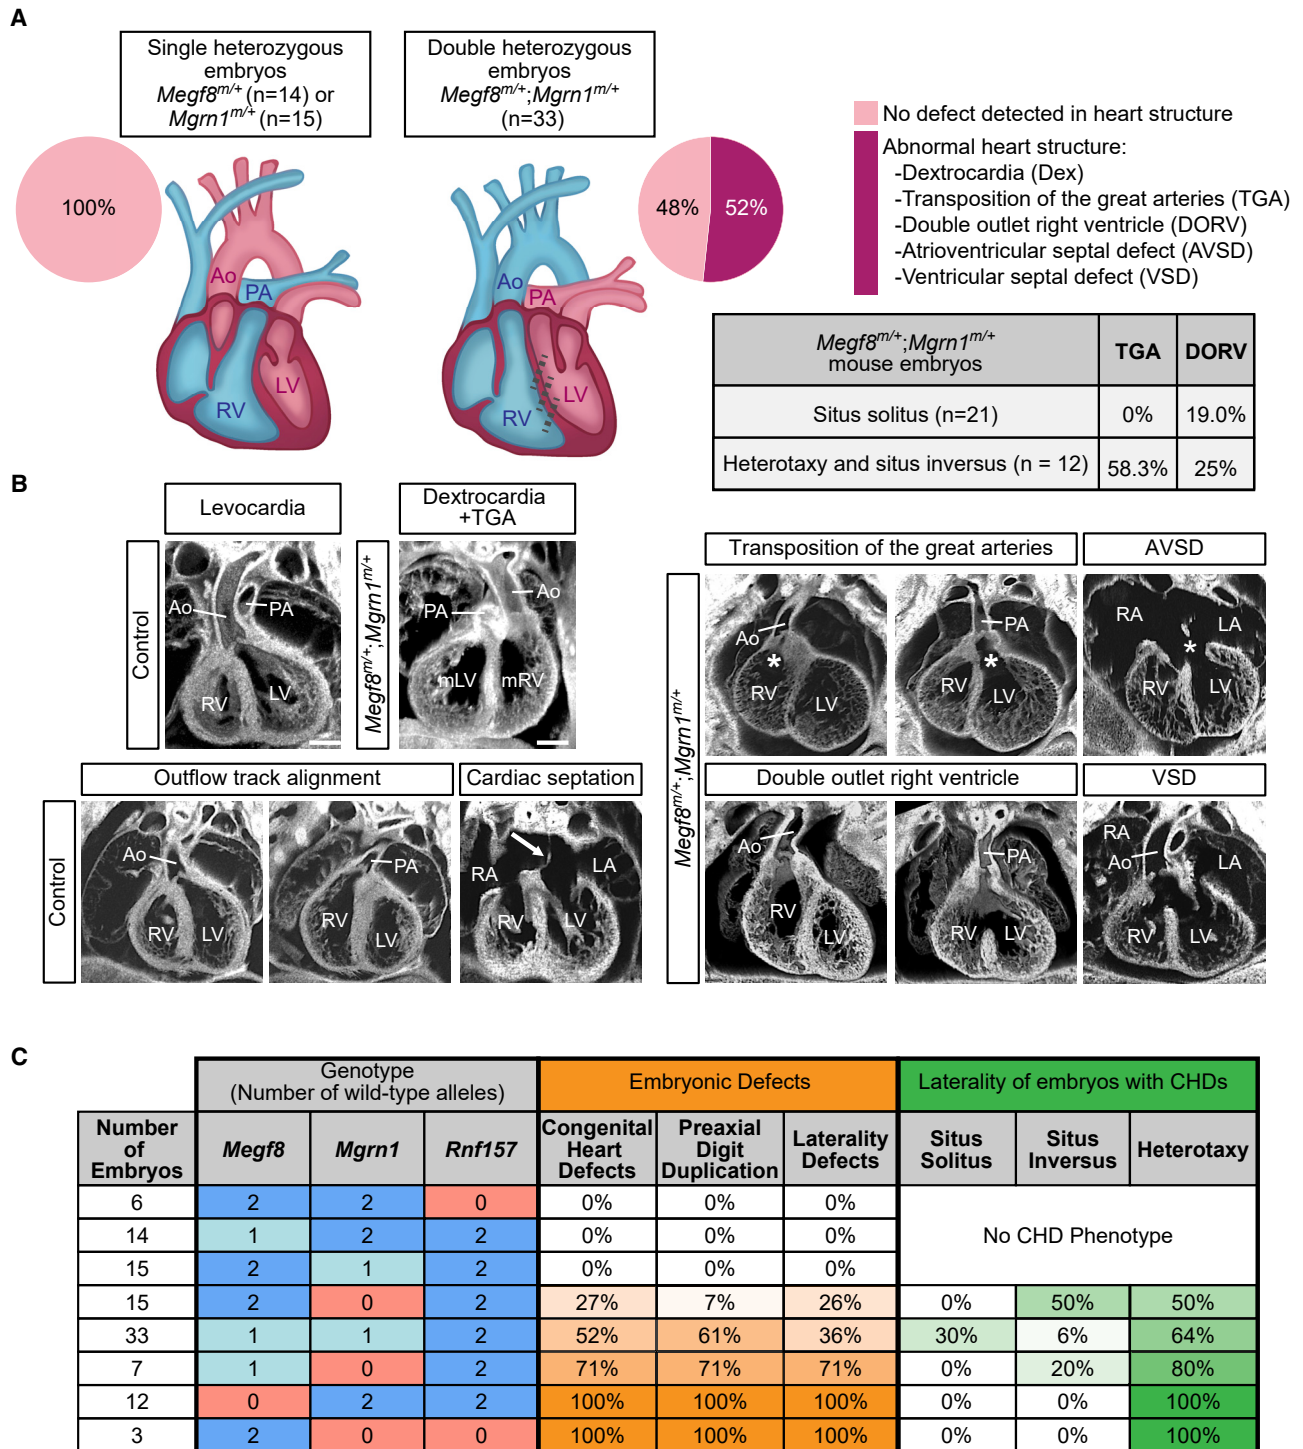 A
Single heterozygous
embryos
Megf8m/+ (n=14) or
Mgrn1m/+ (n=15)
Double heterozygous
embryos
Megf8m/+;Mgrn1m/+
(n=33)
100%
Ao
PA
RV
LV
Ao
PA
RV
LV
48%
52%
No defect detected in heart structure
Abnormal heart structure:
-Dextrocardia (Dex)
-Transposition of the great arteries (TGA)
-Double outlet right ventricle (DORV)
-Atrioventricular septal defect (AVSD)
-Ventricular septal defect (VSD)
Megf8m/+;Mgrn1m/+
mouse embryos
TGA
DORV
Situs solitus (n=21)
0%
19.0%
Heterotaxy and situs inversus (n = 12)
58.3%
25%
B
Levocardia
Dextrocardia
+TGA
Control
Ao
PA
RV
LV
Megf8m/+;Mgrn1m/+
PA
Ao
mLV
mRV
Outflow track alignment
Cardiac septation
Control
Ao
RV
LV
PA
RV
LV
RA
LA
RV
LV
Transposition of the great arteries
AVSD
Megf8m/+;Mgrn1m/+
Ao
*
RV
LV
PA
*
RV
LV
RA
LA
*
RV
LV
Double outlet right ventricle
VSD
Ao
RV
LV
PA
RV
LV
RA
Ao
LA
RV
LV
C
Genotype
(Number of wild-type alleles)
Embryonic Defects
Laterality of embryos with CHDs
Number
of
Embryos
Megf8
Mgrn1
Rnf157
Congenital
Heart
Defects
Preaxial
Digit
Duplication
Laterality
Defects
Situs
Solitus
Situs
Inversus
Heterotaxy
6 2 2 0 0% 0% 0%
14 1 2 2 0% 0% 0%
No CHD Phenotype
15 2 1 2 0% 0% 0%
15 2 0 2 27% 7% 26% 0% 50% 50%
33 1 1 2 52% 61% 36% 30% 6% 64%
7 1 0 2 71% 71% 71% 0% 20% 80%
12 0 2 2 100% 100% 100% 0% 0% 100%
3 2 0 0 100% 100% 100% 0% 0% 100%